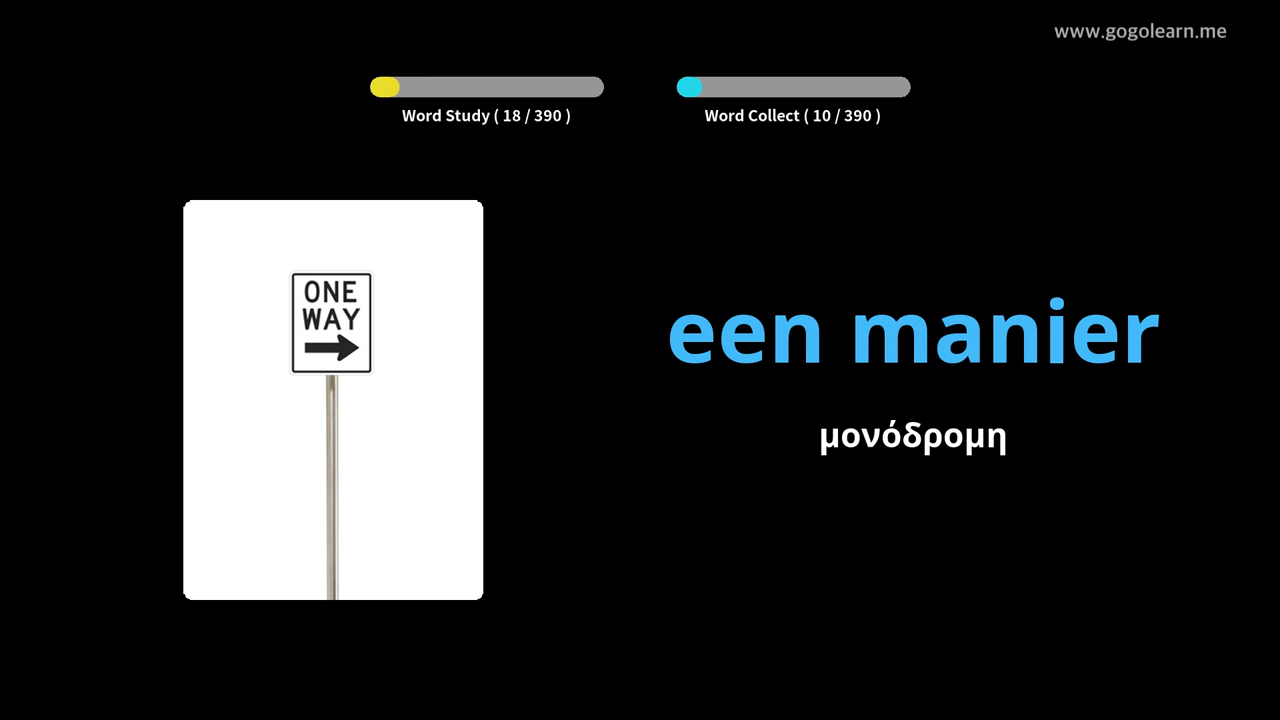 www.gogolearn.me
Word Study ( 18 / 390 )
Word Collect ( 10 / 390 )
ONE
WAY
een manier
μονόδρομη